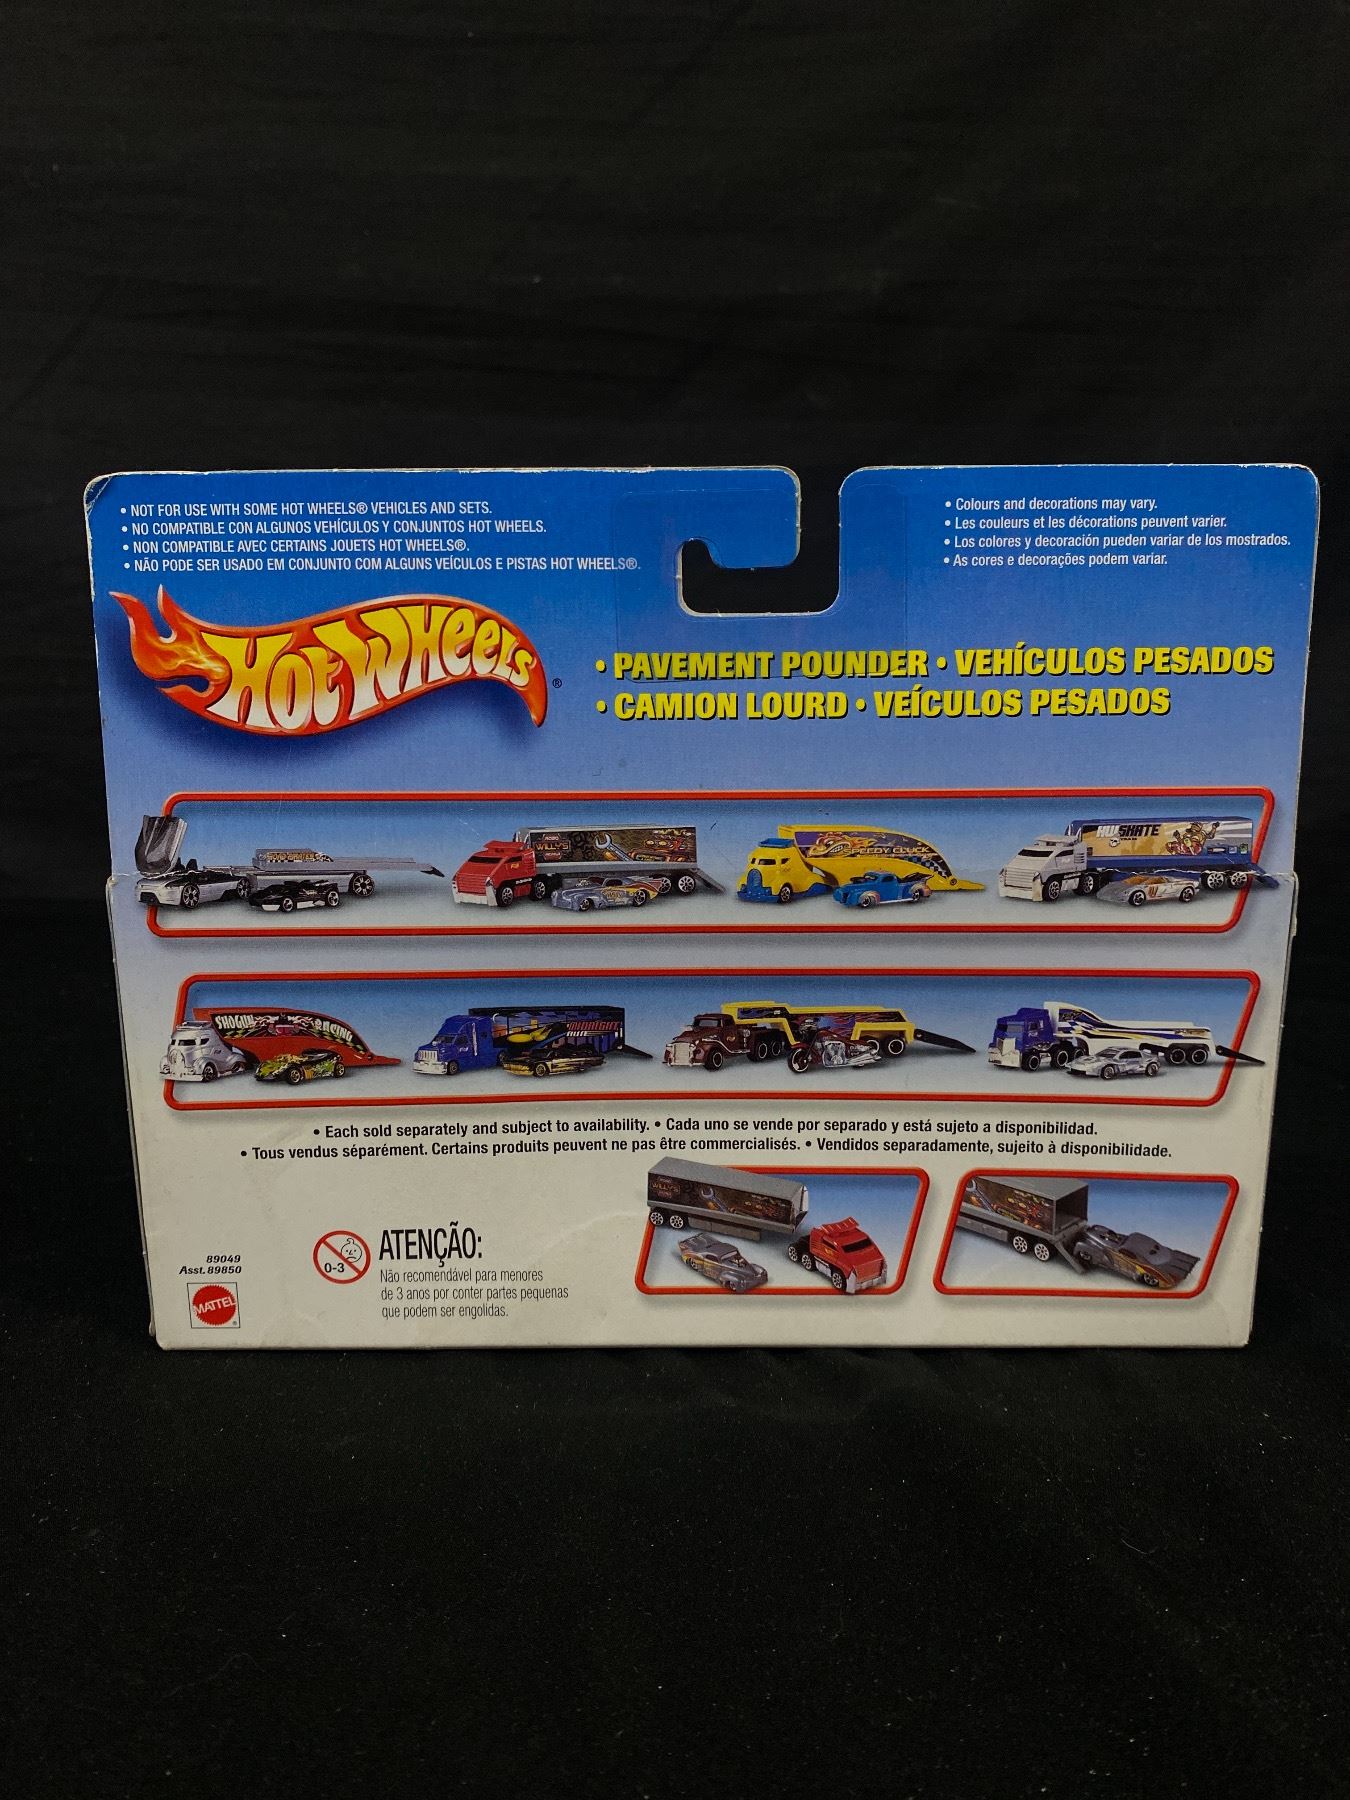 • NOT FOR USE WITH SOME HOT WHEELS® VEHICLES AND SETS.
• NO COMPATIBLE CON ALGUNOS VEHÍCULOS Y CONJUNTOS HOT WHEELS.
• NON COMPATIBLE AVEC CERTAINS JOUETS HOT WHEELS®.
• NÃO PODE SER USADO EM CONJUNTO COM ALGUNS VEÍCULOS E PISTAS HOT WHEELS®.
• Colours and decorations may vary.
• Les couleurs et les décorations peuvent varier.
• Los colores y decoración pueden variar de los mostrados.
• As cores e decorações podem variar.
HOT WHEELS®
• PAVEMENT POUNDER • VEHÍCULOS PESADOS
• CAMION LOURD • VEÍCULOS PESADOS
WILLY'S
SKATE
SHOGUN RACING
MIDNIGHT
• Each sold separately and subject to availability. • Cada uno se vende por separado y está sujeto a disponibilidad.
• Tous vendus séparément. Certains produits peuvent ne pas être commercialisés. • Vendidos separadamente, sujeito à disponibilidade.
WILLY'S
89049
Asst. 89850
MATTEL®
0-3
ATENÇÃO:
Não recomendável para menores
de 3 anos por conter partes pequenas
que podem ser engolidas.